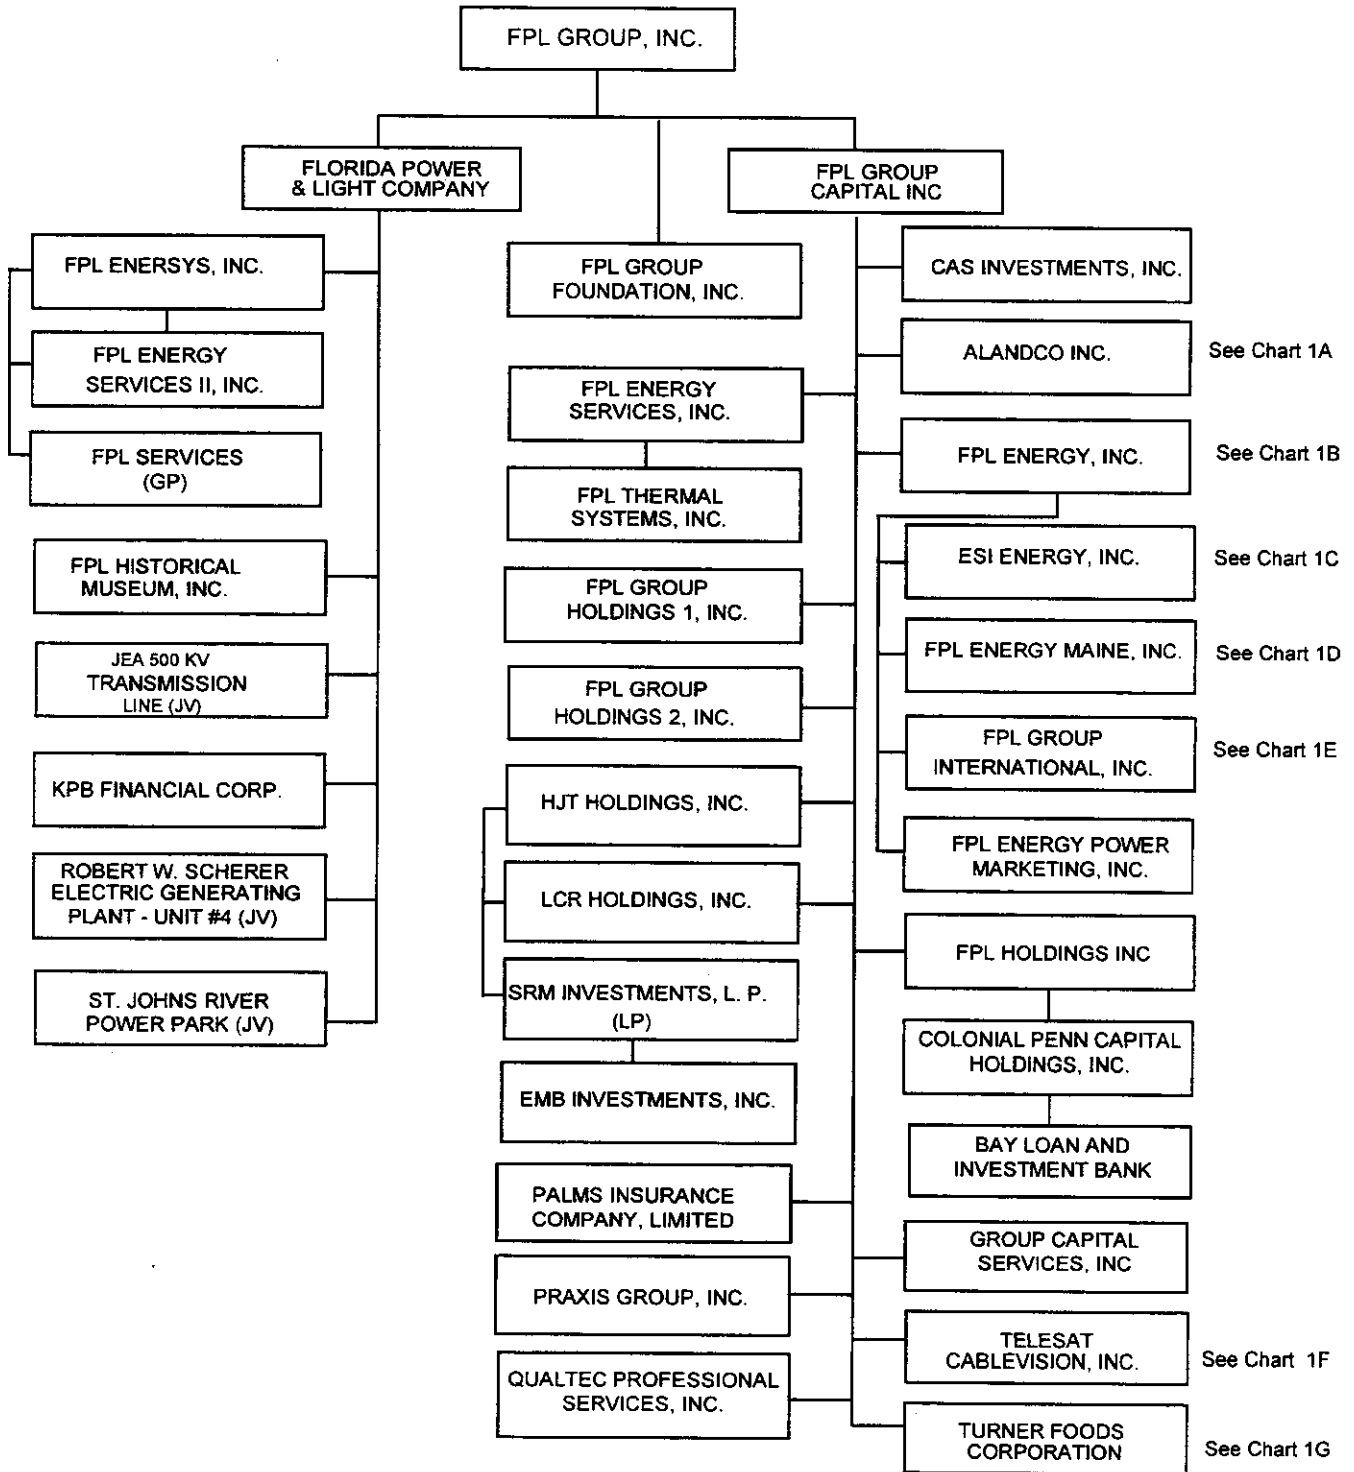 FPL GROUP, INC.
FLORIDA POWER
& LIGHT COMPANY
FPL GROUP
CAPITAL INC
FPL ENERSYS, INC.
FPL ENERGY
SERVICES II, INC.
FPL SERVICES
(GP)
FPL HISTORICAL
MUSEUM, INC.
JEA 500 KV
TRANSMISSION
LINE (JV)
KPB FINANCIAL CORP.
ROBERT W. SCHERER
ELECTRIC GENERATING
PLANT - UNIT #4 (JV)
ST. JOHNS RIVER
POWER PARK (JV)
FPL GROUP
FOUNDATION, INC.
FPL ENERGY
SERVICES, INC.
FPL THERMAL
SYSTEMS, INC.
FPL GROUP
HOLDINGS 1, INC.
FPL GROUP
HOLDINGS 2, INC.
HJT HOLDINGS, INC.
LCR HOLDINGS, INC.
SRM INVESTMENTS, L. P.
(LP)
EMB INVESTMENTS, INC.
PALMS INSURANCE
COMPANY, LIMITED
PRAXIS GROUP, INC.
QUALTEC PROFESSIONAL
SERVICES, INC.
CAS INVESTMENTS, INC.
ALANDCO INC.
See Chart 1A
FPL ENERGY, INC.
See Chart 1B
ESI ENERGY, INC.
See Chart 1C
FPL ENERGY MAINE, INC.
See Chart 1D
FPL GROUP
INTERNATIONAL, INC.
See Chart 1E
FPL ENERGY POWER
MARKETING, INC.
FPL HOLDINGS INC
COLONIAL PENN CAPITAL
HOLDINGS, INC.
BAY LOAN AND
INVESTMENT BANK
GROUP CAPITAL
SERVICES, INC
TELESAT
CABLEVISION, INC.
See Chart 1F
TURNER FOODS
CORPORATION
See Chart 1G